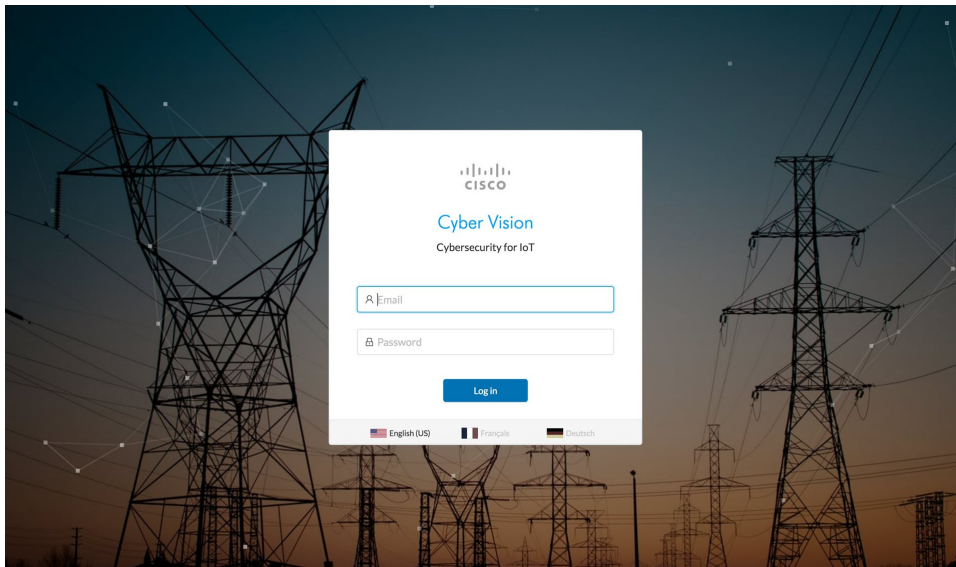 CISCO
Cyber Vision
Cybersecurity for IoT
Email
Password
Log in
English (US) Français Deutsch